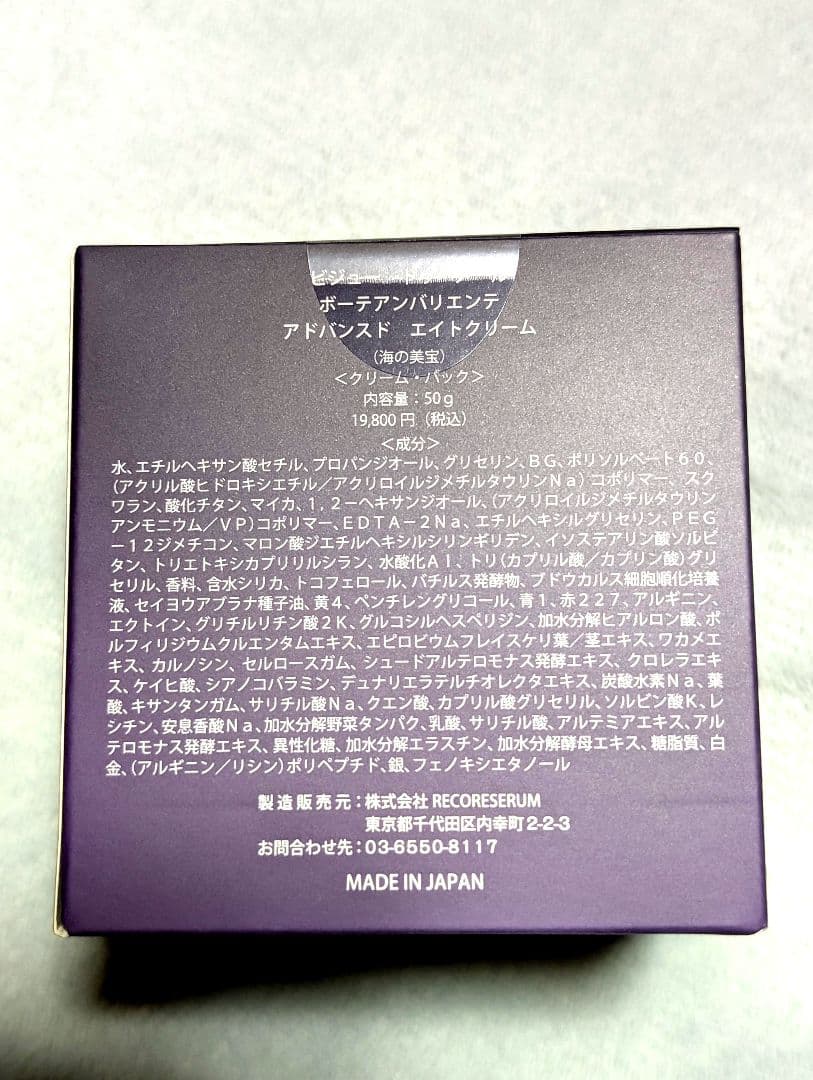 ビジュー
ボーテアンバリエンテ
アドバンスド　エイトクリーム
（海の美宝）
＜クリーム・パック＞
内容量：50ｇ
19,800円（税込）
＜成分＞
水、エチルヘキサン酸セチル、プロパンジオール、グリセリン、ＢＧ、ポリソルベート６０、
（アクリル酸ヒドロキシエチル／アクリロイルジメチルタウリンＮａ）コポリマー、スク
ワラン、酸化チタン、マイカ、１，２－ヘキサンジオール、（アクリロイルジメチルタウリン
アンモニウム／ＶＰ）コポリマー、ＥＤＴＡ－２Ｎａ、エチルヘキシルグリセリン、ＰＥＧ
－１２ジメチコン、マロン酸ジエチルヘキシルシリンギリデン、イソステアリン酸ソルビ
タン、トリエトキシカプリリルシラン、水酸化Ａ１、トリ（カプリル酸／カプリン酸）グリ
セリル、香料、含水シリカ、トコフェロール、バチルス発酵物、ブドウカルス細胞順化培養
液、セイヨウアブラナ種子油、黄４、ペンチレングリコール、青１、赤２２７、アルギニン、
エクトイン、グリチルリチン酸２Ｋ、グルコシルヘスペリジン、加水分解ヒアルロン酸、ポ
ルフィリジウムクルエンタムエキス、エピロビウムフレイスケリ葉／茎エキス、ワカメエ
キス、カルノシン、セルロースガム、シュードアルテロモナス発酵エキス、クロレラエキ
ス、ケイヒ酸、シアノコバラミン、デュナリエラテルチオレクタエキス、炭酸水素Ｎａ、葉
酸、キサンタンガム、サリチル酸Ｎａ、クエン酸、カプリル酸グリセリル、ソルビン酸Ｋ、レ
シチン、安息香酸Ｎａ、加水分解野菜タンパク、乳酸、サリチル酸、アルテミアエキス、アル
テロモナス発酵エキス、異性化糖、加水分解エラスチン、加水分解酵母エキス、糖脂質、白
金、（アルギニン／リシン）ポリペプチド、銀、フェノキシエタノール
製造販売元：株式会社 RECORESERUM
東京都千代田区内幸町2-2-3
お問合わせ先：03-6550-8117
MADE IN JAPAN